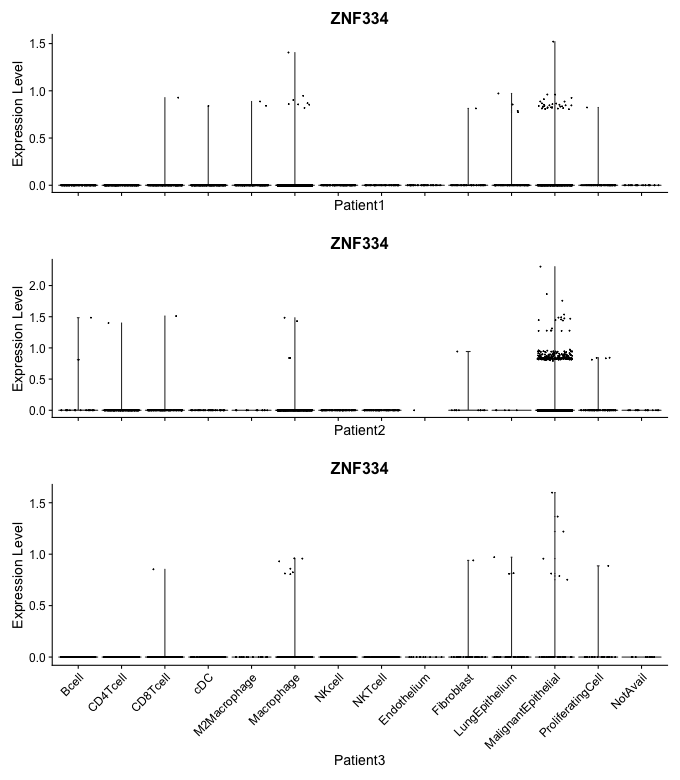 ZNF334
Expression Level
1.5
1.0
0.5
0.0
Patient1
ZNF334
Expression Level
2.0
1.5
1.0
0.5
0.0
Patient2
ZNF334
Expression Level
1.5
1.0
0.5
0.0
Bcell
CD4Tcell
CD8Tcell
cDC
M2Macrophage
Macrophage
NKcell
NKTcell
Endothelium
Fibroblast
LungEpithelium
MalignantEpithelial
ProliferatingCell
NotAvail
Patient3